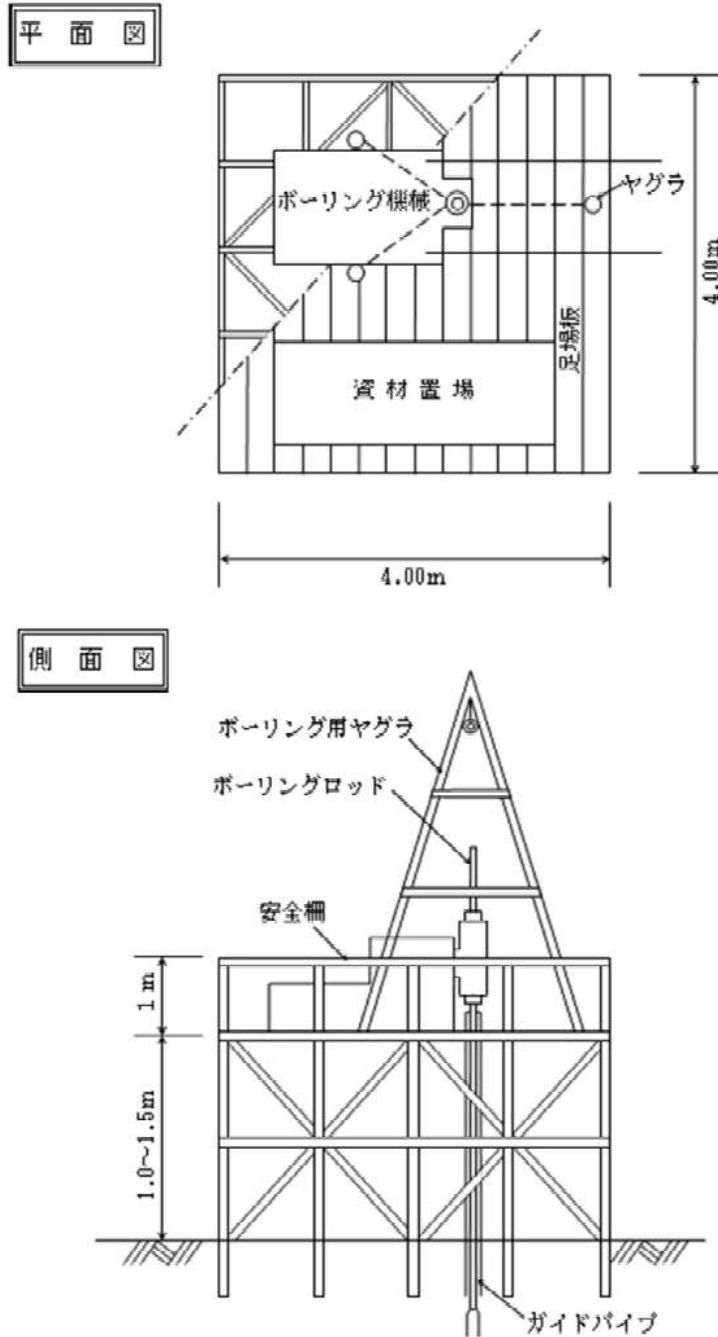 平面図
ボーリング機械
ヤグラ
4.00m
足場板
資材置場
4.00m
側面図
ボーリング用ヤグラ
ボーリングロッド
安全柵
1m
1.0～1.5m
ガイドパイプ